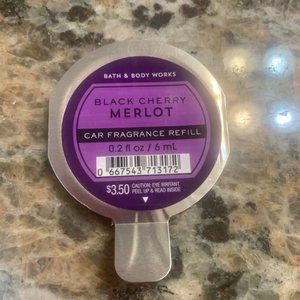 BATH & BODY WORKS
BLACK CHERRY
MERLOT
CAR FRAGRANCE REFILL
0.2 fl oz / 6 mL
0 667543 713172
$3.50 CAUTION: EYE IRRITANT.
PEEL UP & READ INSIDE